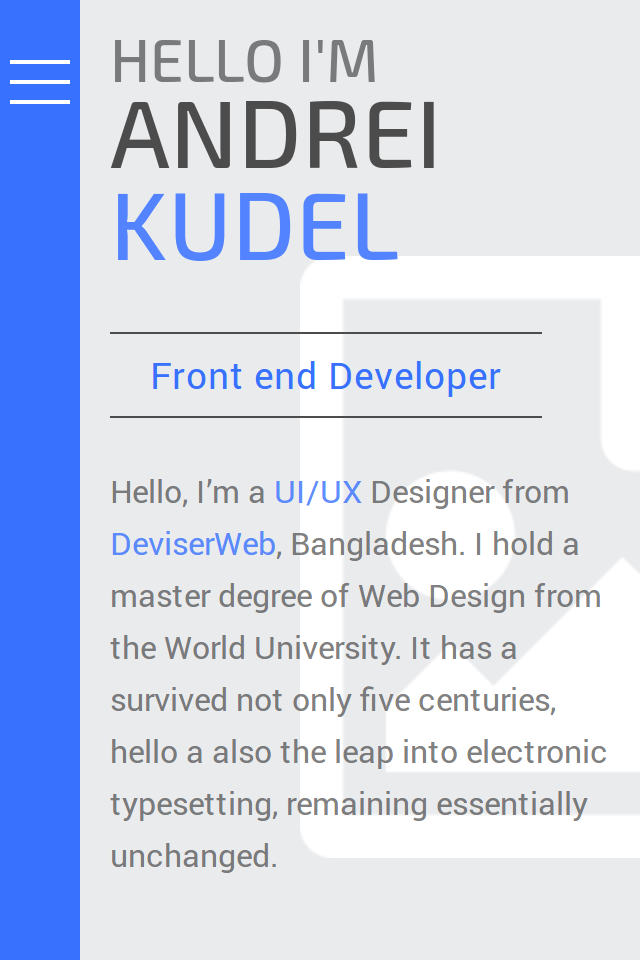 HELLO I'M
ANDREI
KUDEL
Front end Developer
Hello, I’m a UI/UX Designer from
DeviserWeb, Bangladesh. I hold a
master degree of Web Design from
the World University. It has a
survived not only five centuries,
hello a also the leap into electronic
typesetting, remaining essentially
unchanged.